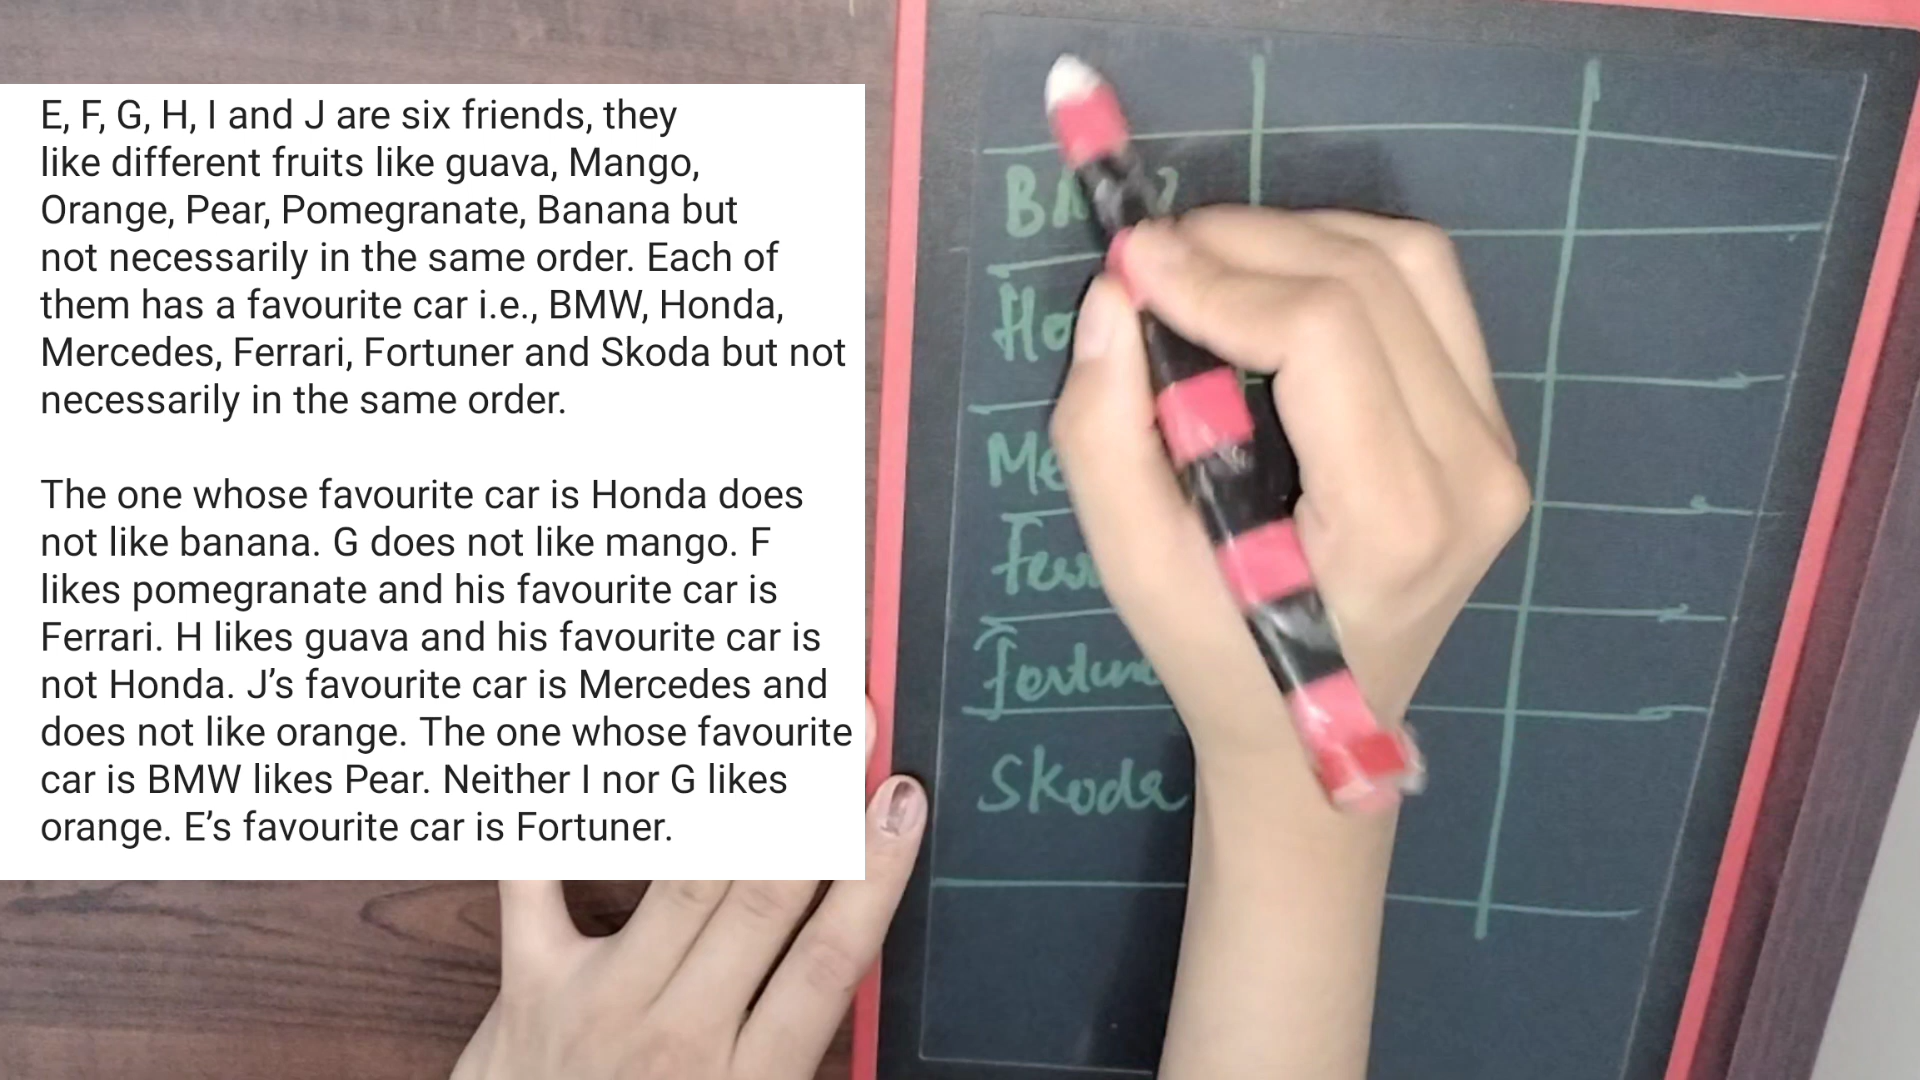 E, F, G, H, I and J are six friends, they
like different fruits like guava, Mango,
Orange, Pear, Pomegranate, Banana but
not necessarily in the same order. Each of
them has a favourite car i.e., BMW, Honda,
Mercedes, Ferrari, Fortuner and Skoda but not
necessarily in the same order.
The one whose favourite car is Honda does
not like banana. G does not like mango. F
likes pomegranate and his favourite car is
Ferrari. H likes guava and his favourite car is
not Honda. J’s favourite car is Mercedes and
does not like orange. The one whose favourite
car is BMW likes Pear. Neither I nor G likes
orange. E’s favourite car is Fortuner.
Skoda